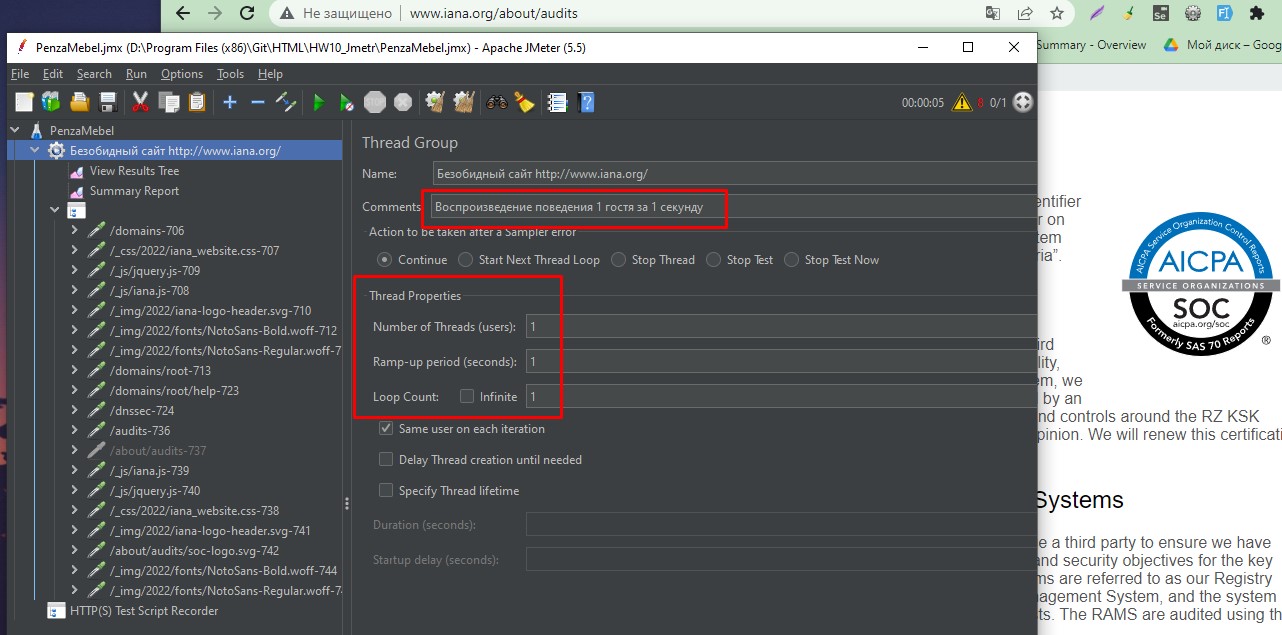 Не защищено www.iana.org/about/audits
PenzaMebel.jmx (D:\Program Files (x86)\Git\HTML\HW10_Jmetr\PenzaMebel.jmx) - Apache JMeter (5.5)
Summary - Overview
Мой диск – Goog
File Edit Search Run Options Tools Help
00:00:05 8 0/1
PenzaMebel
Безобидный сайт http://www.iana.org/
View Results Tree
Summary Report
/domains-706
/_css/2022/iana_website.css-707
/_js/jquery.js-709
/_js/iana.js-708
/_img/2022/iana-logo-header.svg-710
/_img/2022/fonts/NotoSans-Bold.woff-712
/_img/2022/fonts/NotoSans-Regular.woff-7
/domains/root-713
/domains/root/help-723
/dnssec-724
/audits-736
/about/audits-737
/_js/iana.js-739
/_js/jquery.js-740
/_css/2022/iana_website.css-738
/_img/2022/iana-logo-header.svg-741
/about/audits/soc-logo.svg-742
/_img/2022/fonts/NotoSans-Bold.woff-744
/_img/2022/fonts/NotoSans-Regular.woff-7
HTTP(S) Test Script Recorder
Thread Group
Name: Безобидный сайт http://www.iana.org/
Comments Воспроизведение поведения 1 гостя за 1 секунду
Action to be taken after a Sampler error
Continue Start Next Thread Loop Stop Thread Stop Test Stop Test Now
Thread Properties
Number of Threads (users): 1
Ramp-up period (seconds): 1
Loop Count: Infinite 1
Same user on each iteration
Delay Thread creation until needed
Specify Thread lifetime
Duration (seconds):
Startup delay (seconds):
entifier
r on
tem
ria”.
AICPA Service Organization Control Reports
AICPA
SERVICE ORGANIZATIONS
SOC
aicpa.org/soc
Formerly SAS 70 Reports
®
ird
lity,
em, we
by an
nd controls around the RZ KSK
pinion. We will renew this certificati
Systems
e a third party to ensure we have
and security objectives for the key
ms are referred to as our Registry
nagement System, and the system
ts. The RAMS are audited using th